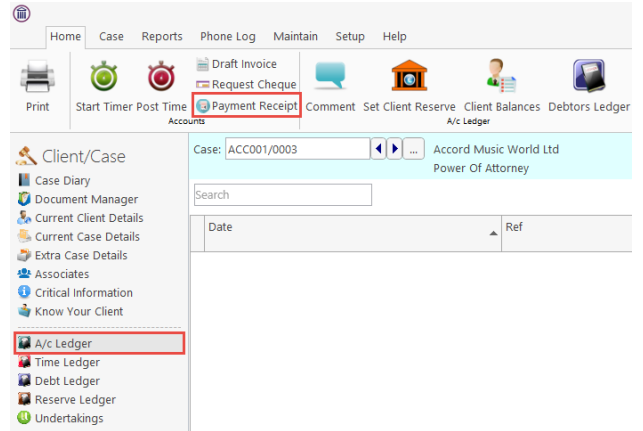 Home Case Reports Phone Log Maintain Setup Help
Draft Invoice
Request Cheque
Payment Receipt
Print Start Timer Post Time Comment Set Client Reserve Client Balances Debtors Ledger
Accounts A/c Ledger
Client/Case
Case Diary
Document Manager
Current Client Details
Current Case Details
Extra Case Details
Associates
Critical Information
Know Your Client
A/c Ledger
Time Ledger
Debt Ledger
Reserve Ledger
Undertakings
Case: ACC001/0003 ... Accord Music World Ltd
Power Of Attorney
Search
Date Ref